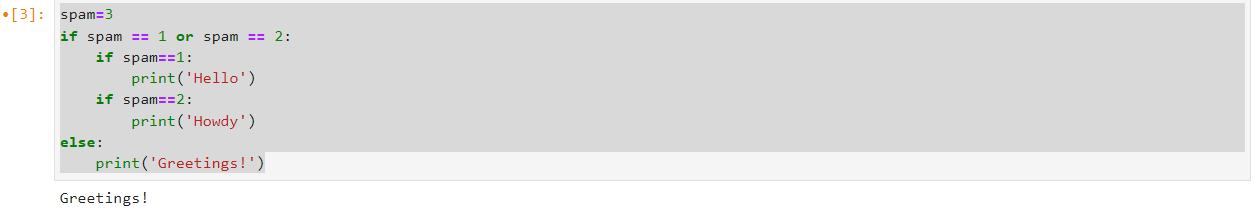 •[3]:
spam=3
if spam == 1 or spam == 2:
    if spam==1:
        print('Hello')
    if spam==2:
        print('Howdy')
else:
    print('Greetings!')
Greetings!